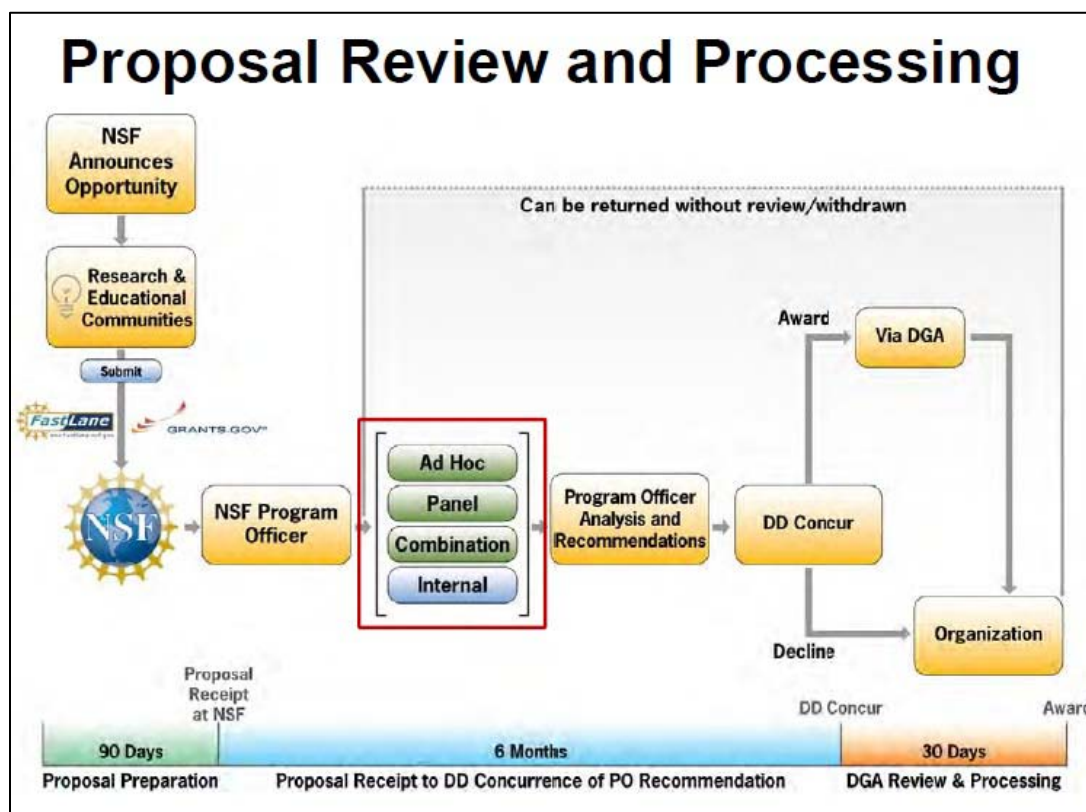 Proposal Review and Processing
NSF
Announces
Opportunity
Can be returned without review/withdrawn
Research &
Educational
Communities
Submit
FastLane
GRANTS.GOV
NSF
NSF Program
Officer
Ad Hoc
Panel
Combination
Internal
Program Officer
Analysis and
Recommendations
DD Concur
Award
Via DGA
Decline
Organization
Proposal
Receipt
at NSF
DD Concur
Award
90 Days
6 Months
30 Days
Proposal Preparation
Proposal Receipt to DD Concurrence of PO Recommendation
DGA Review & Processing